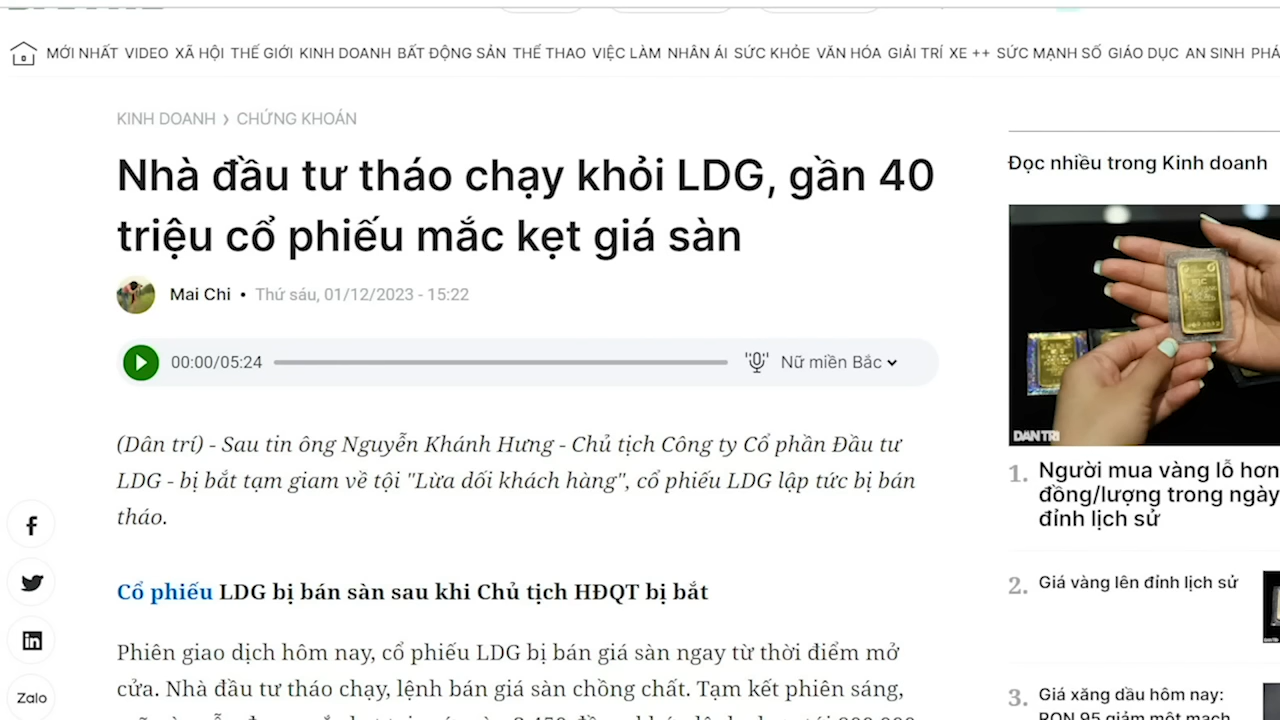 MỚI NHẤT VIDEO XÃ HỘI THẾ GIỚI KINH DOANH BẤT ĐỘNG SẢN THỂ THAO VIỆC LÀM NHÂN ÁI SỨC KHỎE VĂN HÓA GIẢI TRÍ XE ++ SỨC MẠNH SỐ GIÁO DỤC AN SINH PHÁ
KINH DOANH › CHỨNG KHOÁN
Nhà đầu tư tháo chạy khỏi LDG, gần 40
triệu cổ phiếu mắc kẹt giá sàn
Mai Chi • Thứ sáu, 01/12/2023 - 15:22
00:00/05:24 Nữ miền Bắc
(Dân trí) - Sau tin ông Nguyễn Khánh Hưng - Chủ tịch Công ty Cổ phần Đầu tư
LDG - bị bắt tạm giam về tội "Lừa dối khách hàng", cổ phiếu LDG lập tức bị bán
tháo.
Cổ phiếu LDG bị bán sàn sau khi Chủ tịch HĐQT bị bắt
Phiên giao dịch hôm nay, cổ phiếu LDG bị bán giá sàn ngay từ thời điểm mở
cửa. Nhà đầu tư tháo chạy, lệnh bán giá sàn chồng chất. Tạm kết phiên sáng,
Zalo
Đọc nhiều trong Kinh doanh
DÂN TRÍ
1. Người mua vàng lỗ hơn
đồng/lượng trong ngày
đỉnh lịch sử
2. Giá vàng lên đỉnh lịch sử
3. Giá xăng dầu hôm nay:
RON 95 giảm một mạch